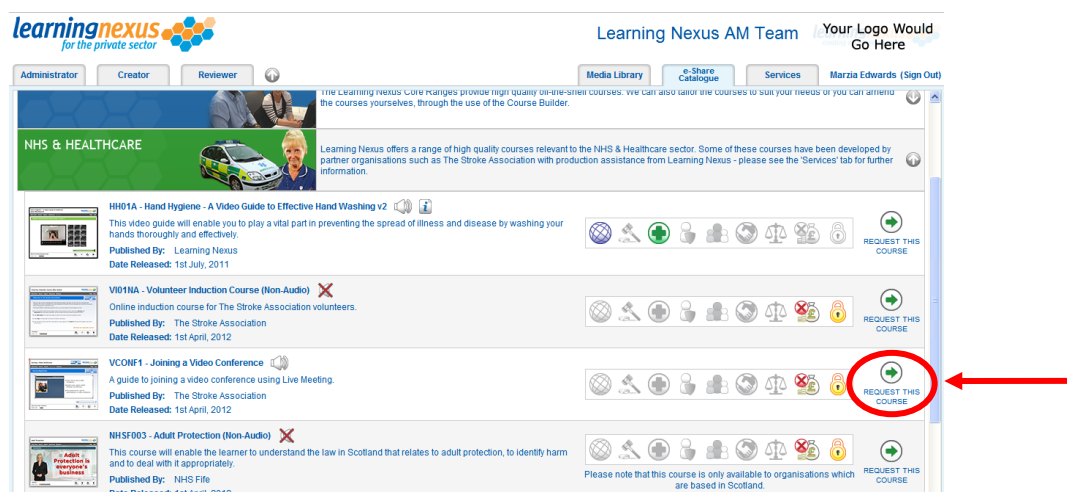 learningnexus
for the private sector
Learning Nexus AM Team
Your Logo Would
Go Here
Administrator
Creator
Reviewer
Media Library
e-Share
Catalogue
Services
Marzia Edwards (Sign Out)
The Learning Nexus Core Ranges provide high quality off-the-shelf courses. We can also tailor the courses to suit your needs or you can amend
the courses yourselves, through the use of the Course Builder.
NHS & HEALTHCARE
Learning Nexus offers a range of high quality courses relevant to the NHS & Healthcare sector. Some of these courses have been developed by
partner organisations such as The Stroke Association with production assistance from Learning Nexus - please see the 'Services' tab for further
information.
HH01A - Hand Hygiene - A Video Guide to Effective Hand Washing v2
This video guide will enable you to play a vital part in preventing the spread of illness and disease by washing your
hands thoroughly and effectively.
Published By: Learning Nexus
Date Released: 1st July, 2011
REQUEST THIS
COURSE
VI01NA - Volunteer Induction Course (Non-Audio)
Online induction course for The Stroke Association volunteers.
Published By: The Stroke Association
Date Released: 1st April, 2012
REQUEST THIS
COURSE
VCONF1 - Joining a Video Conference
A guide to joining a video conference using Live Meeting.
Published By: The Stroke Association
Date Released: 1st April, 2012
REQUEST THIS
COURSE
Adult
Protection is
everyone's
business
NHSF003 - Adult Protection (Non-Audio)
This course will enable the learner to understand the law in Scotland that relates to adult protection, to identify harm
and to deal with it appropriately.
Published By: NHS Fife
Date Released: 1st April, 2012
Please note that this course is only available to organisations which
are based in Scotland.
REQUEST THIS
COURSE